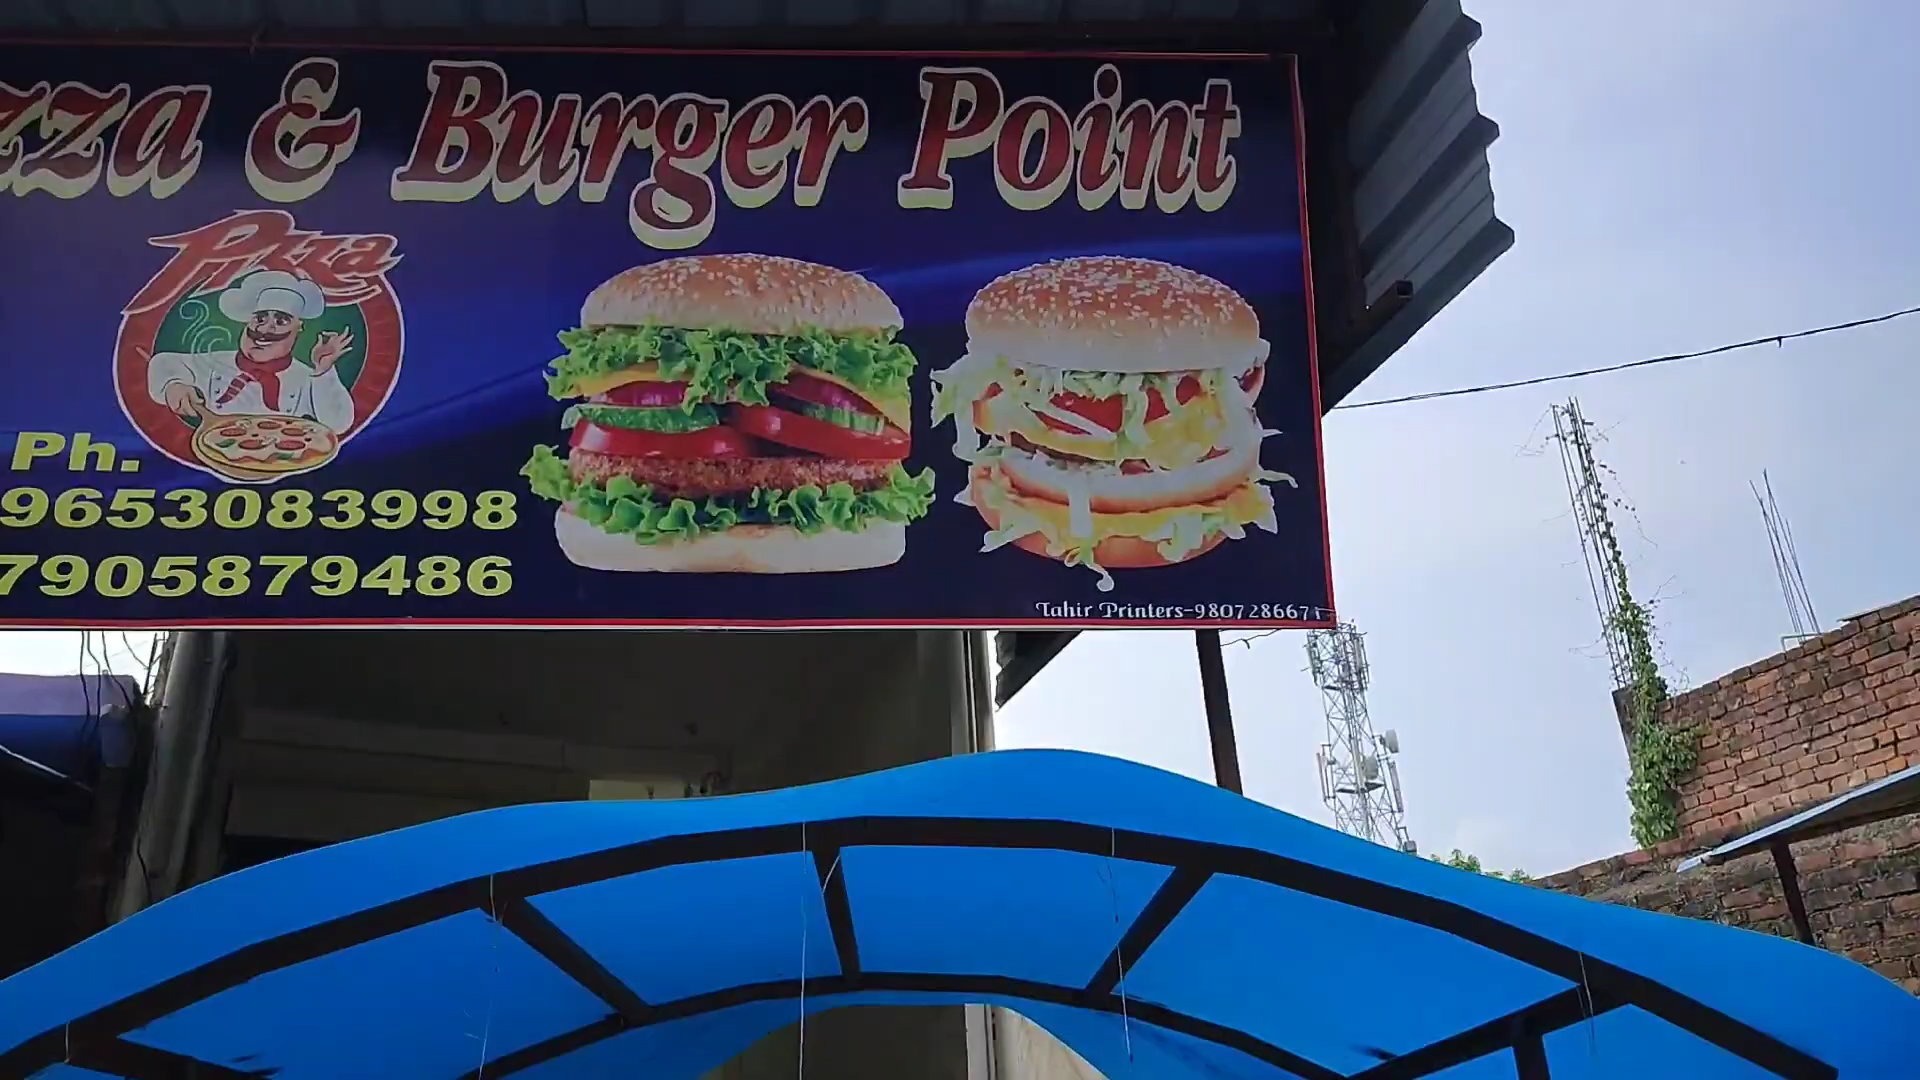 zza & Burger Point
Pizza
Ph.
9653083998
7905879486
Tahir Printers-9807286671